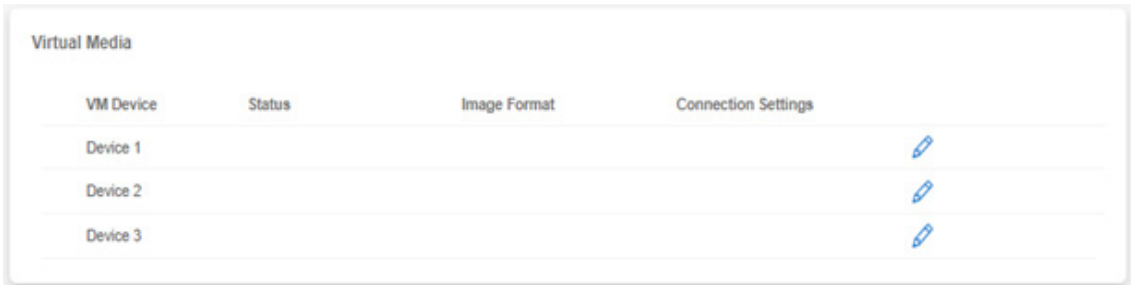 Virtual Media
VM Device Status Image Format Connection Settings
Device 1
Device 2
Device 3